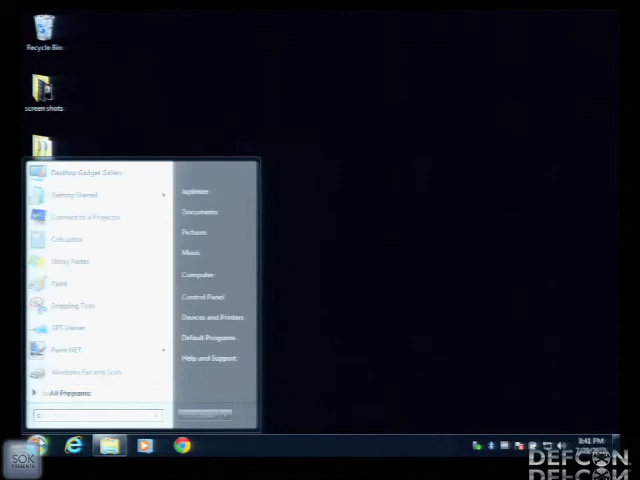 Recycle Bin
screen shots
Desktop Gadget Gallery
Getting Started
Connect to a Projector
Calculator
Sticky Notes
Paint
Snipping Tool
XPS Viewer
Paint.NET
Windows Fax and Scan
All Programs
c
Documents
Pictures
Music
Computer
Control Panel
Devices and Printers
Default Programs
Help and Support
8:41 PM
SOK
DEFCON
DEFCON